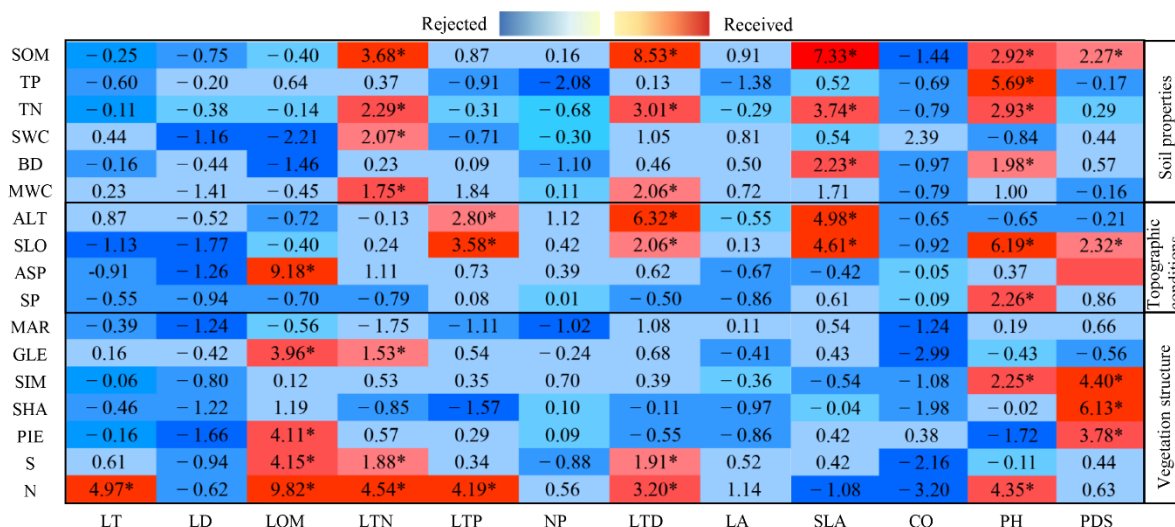 Rejected Received
SOM − 0.25 − 0.75 − 0.40 3.68* 0.87 0.16 8.53* 0.91 7.33* − 1.44 2.92* 2.27*
TP − 0.60 − 0.20 0.64 0.37 − 0.91 − 2.08 0.13 − 1.38 0.52 − 0.69 5.69* − 0.17
TN − 0.11 − 0.38 − 0.14 2.29* − 0.31 − 0.68 3.01* − 0.29 3.74* − 0.79 2.93* 0.29
SWC 0.44 − 1.16 − 2.21 2.07* − 0.71 − 0.30 1.05 0.81 0.54 2.39 − 0.84 0.44
BD − 0.16 − 0.44 − 1.46 0.23 0.09 − 1.10 0.46 0.50 2.23* − 0.97 1.98* 0.57
MWC 0.23 − 1.41 − 0.45 1.75* 1.84 0.11 2.06* 0.72 1.71 − 0.79 1.00 − 0.16
Soil properties
ALT 0.87 − 0.52 − 0.72 − 0.13 2.80* 1.12 6.32* − 0.55 4.98* − 0.65 − 0.65 − 0.21
SLO − 1.13 − 1.77 − 0.40 0.24 3.58* 0.42 2.06* 0.13 4.61* − 0.92 6.19* 2.32*
ASP -0.91 − 1.26 9.18* 1.11 0.73 0.39 0.62 − 0.67 − 0.42 − 0.05 0.37
SP − 0.55 − 0.94 − 0.70 − 0.79 0.08 0.01 − 0.50 − 0.86 0.61 − 0.09 2.26* 0.86
Topographic
conditions
MAR − 0.39 − 1.24 − 0.56 − 1.75 − 1.11 − 1.02 1.08 0.11 0.54 − 1.24 0.19 0.66
GLE 0.16 − 0.42 3.96* 1.53* 0.54 − 0.24 0.68 − 0.41 0.43 − 2.99 − 0.43 − 0.56
SIM − 0.06 − 0.80 0.12 0.53 0.35 0.70 0.39 − 0.36 − 0.54 − 1.08 2.25* 4.40*
SHA − 0.46 − 1.22 1.19 − 0.85 − 1.57 0.10 − 0.11 − 0.97 − 0.04 − 1.98 − 0.02 6.13*
PIE − 0.16 − 1.66 4.11* 0.57 0.29 0.09 − 0.55 − 0.86 0.42 0.38 − 1.72 3.78*
S 0.61 − 0.94 4.15* 1.88* 0.34 − 0.88 1.91* 0.52 0.42 − 2.16 − 0.11 0.44
N 4.97* − 0.62 9.82* 4.54* 4.19* 0.56 3.20* 1.14 − 1.08 − 3.20 4.35* 0.63
Vegetation structure
LT LD LOM LTN LTP NP LTD LA SLA CO PH PDS